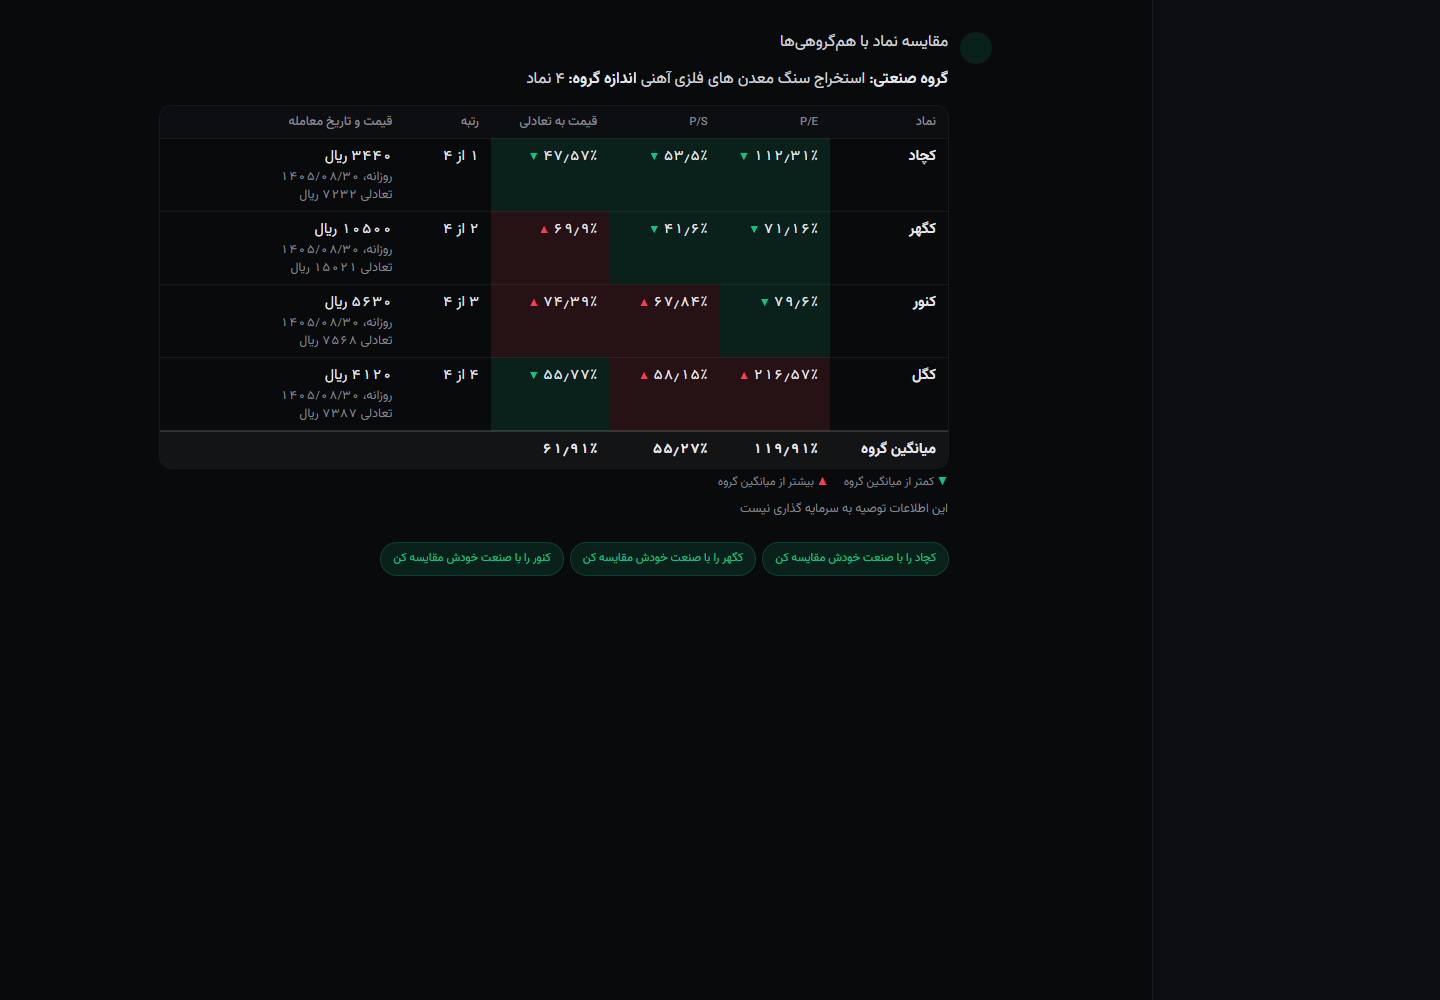 مقایسه نماد با هم‌گروهی‌ها
گروه صنعتی: استخراج سنگ معدن های فلزی آهنی اندازه گروه: ۴ نماد
نماد P/E P/S قیمت به تعادلی رتبه قیمت و تاریخ معامله
کچاد ۱۱۲٫۳۱٪ ▼ ۵۳٫۵٪ ▼ ۴۷٫۵۷٪ ▼ ۱ از ۴ ۳۴۴۰ ریال
روزانه، ۱۴۰۵/۰۸/۳۰
تعادلی ۷۲۳۲ ریال
کگهر ۷۱٫۱۶٪ ▼ ۴۱٫۶٪ ▼ ۶۹٫۹٪ ▲ ۲ از ۴ ۱۰۵۰۰ ریال
روزانه، ۱۴۰۵/۰۸/۳۰
تعادلی ۱۵۰۲۱ ریال
کنور ۷۹٫۶٪ ▼ ۶۷٫۸۴٪ ▲ ۷۴٫۳۹٪ ▲ ۳ از ۴ ۵۶۳۰ ریال
روزانه، ۱۴۰۵/۰۸/۳۰
تعادلی ۷۵۶۸ ریال
کگل ۲۱۶٫۵۷٪ ▲ ۵۸٫۱۵٪ ▲ ۵۵٫۷۷٪ ▼ ۴ از ۴ ۴۱۲۰ ریال
روزانه، ۱۴۰۵/۰۸/۳۰
تعادلی ۷۳۸۷ ریال
میانگین گروه ۱۱۹٫۹۱٪ ۵۵٫۲۷٪ ۶۱٫۹۱٪
▼ کمتر از میانگین گروه ▲ بیشتر از میانگین گروه
این اطلاعات توصیه به سرمایه گذاری نیست
کچاد را با صنعت خودش مقایسه کن کگهر را با صنعت خودش مقایسه کن کنور را با صنعت خودش مقایسه کن